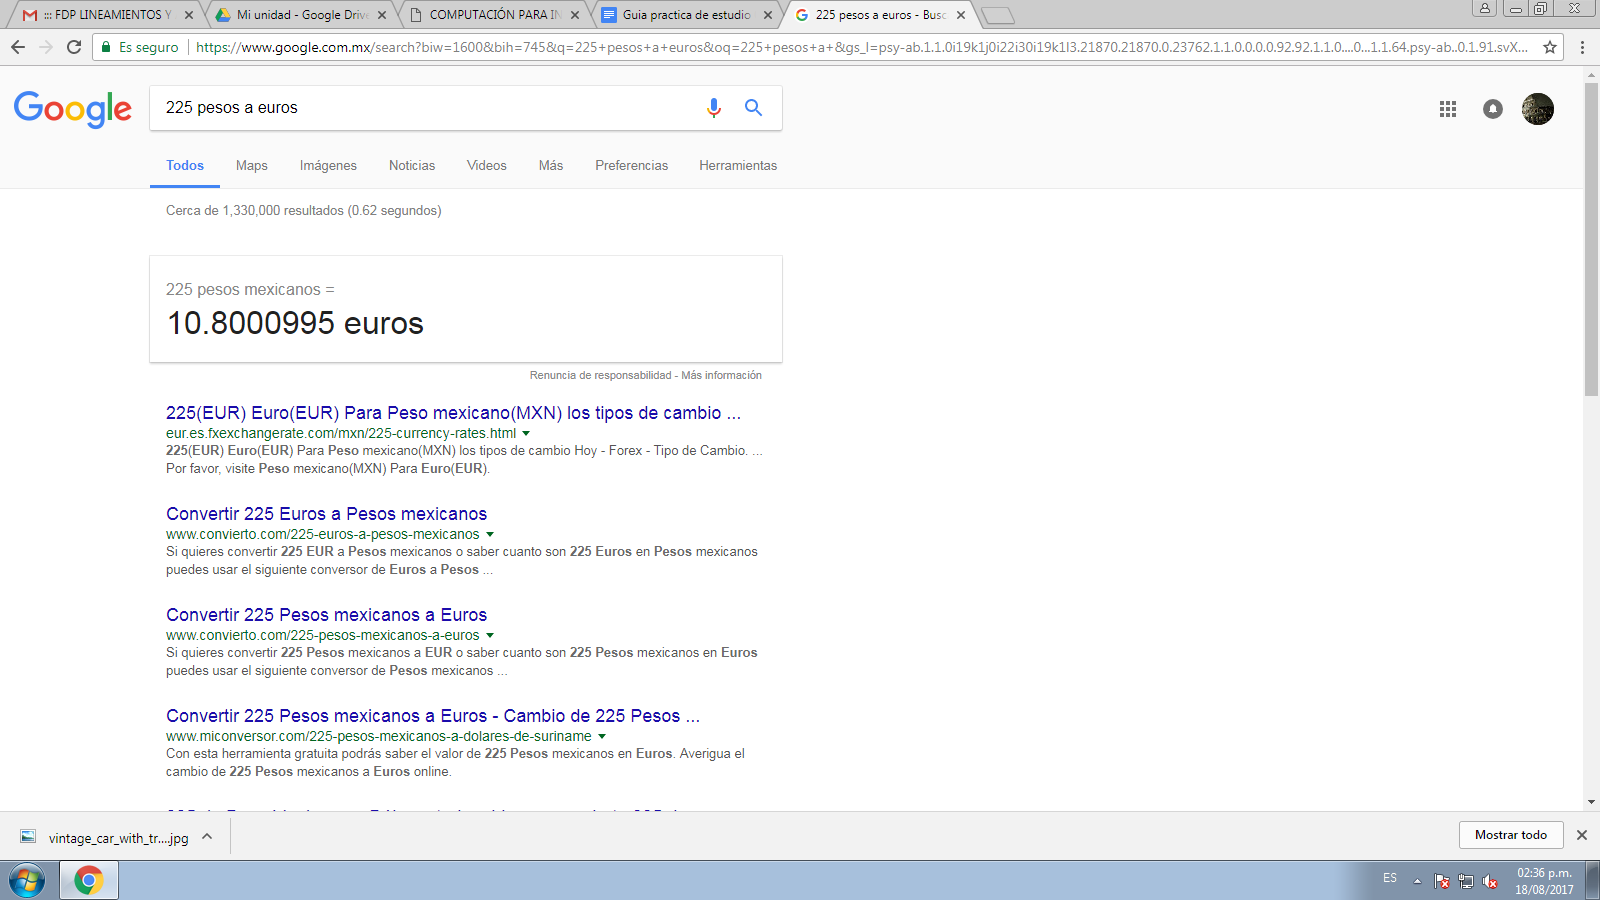 ::: FDP LINEAMIENTOS Y
Mi unidad - Google Drive
COMPUTACIÓN PARA IN
Guia practica de estudio
225 pesos a euros - Busc
Es seguro
https://www.google.com.mx/search?biw=1600&bih=745&q=225+pesos+a+euros&oq=225+pesos+a+&gs_l=psy-ab.1.1.0i19k1j0i22i30i19k1l3.21870.21870.0.23762.1.1.0.0.0.0.92.92.1.1.0....0...1.1.64.psy-ab..0.1.91.svX...
Google
225 pesos a euros
Todos
Maps
Imágenes
Noticias
Videos
Más
Preferencias
Herramientas
Cerca de 1,330,000 resultados (0.62 segundos)
225 pesos mexicanos =
10.8000995 euros
Renuncia de responsabilidad - Más información
225(EUR) Euro(EUR) Para Peso mexicano(MXN) los tipos de cambio ...
eur.es.fxexchangerate.com/mxn/225-currency-rates.html
225(EUR) Euro(EUR) Para Peso mexicano(MXN) los tipos de cambio Hoy - Forex - Tipo de Cambio. ...
Por favor, visite Peso mexicano(MXN) Para Euro(EUR).
Convertir 225 Euros a Pesos mexicanos
www.convierto.com/225-euros-a-pesos-mexicanos
Si quieres convertir 225 EUR a Pesos mexicanos o saber cuanto son 225 Euros en Pesos mexicanos
puedes usar el siguiente conversor de Euros a Pesos ...
Convertir 225 Pesos mexicanos a Euros
www.convierto.com/225-pesos-mexicanos-a-euros
Si quieres convertir 225 Pesos mexicanos a EUR o saber cuanto son 225 Pesos mexicanos en Euros
puedes usar el siguiente conversor de Pesos mexicanos ...
Convertir 225 Pesos mexicanos a Euros - Cambio de 225 Pesos ...
www.miconversor.com/225-pesos-mexicanos-a-dolares-de-suriname
Con esta herramienta gratuita podrás saber el valor de 225 Pesos mexicanos en Euros. Averigua el
cambio de 225 Pesos mexicanos a Euros online.
vintage_car_with_tr....jpg
Mostrar todo
ES
02:36 p.m.
18/08/2017